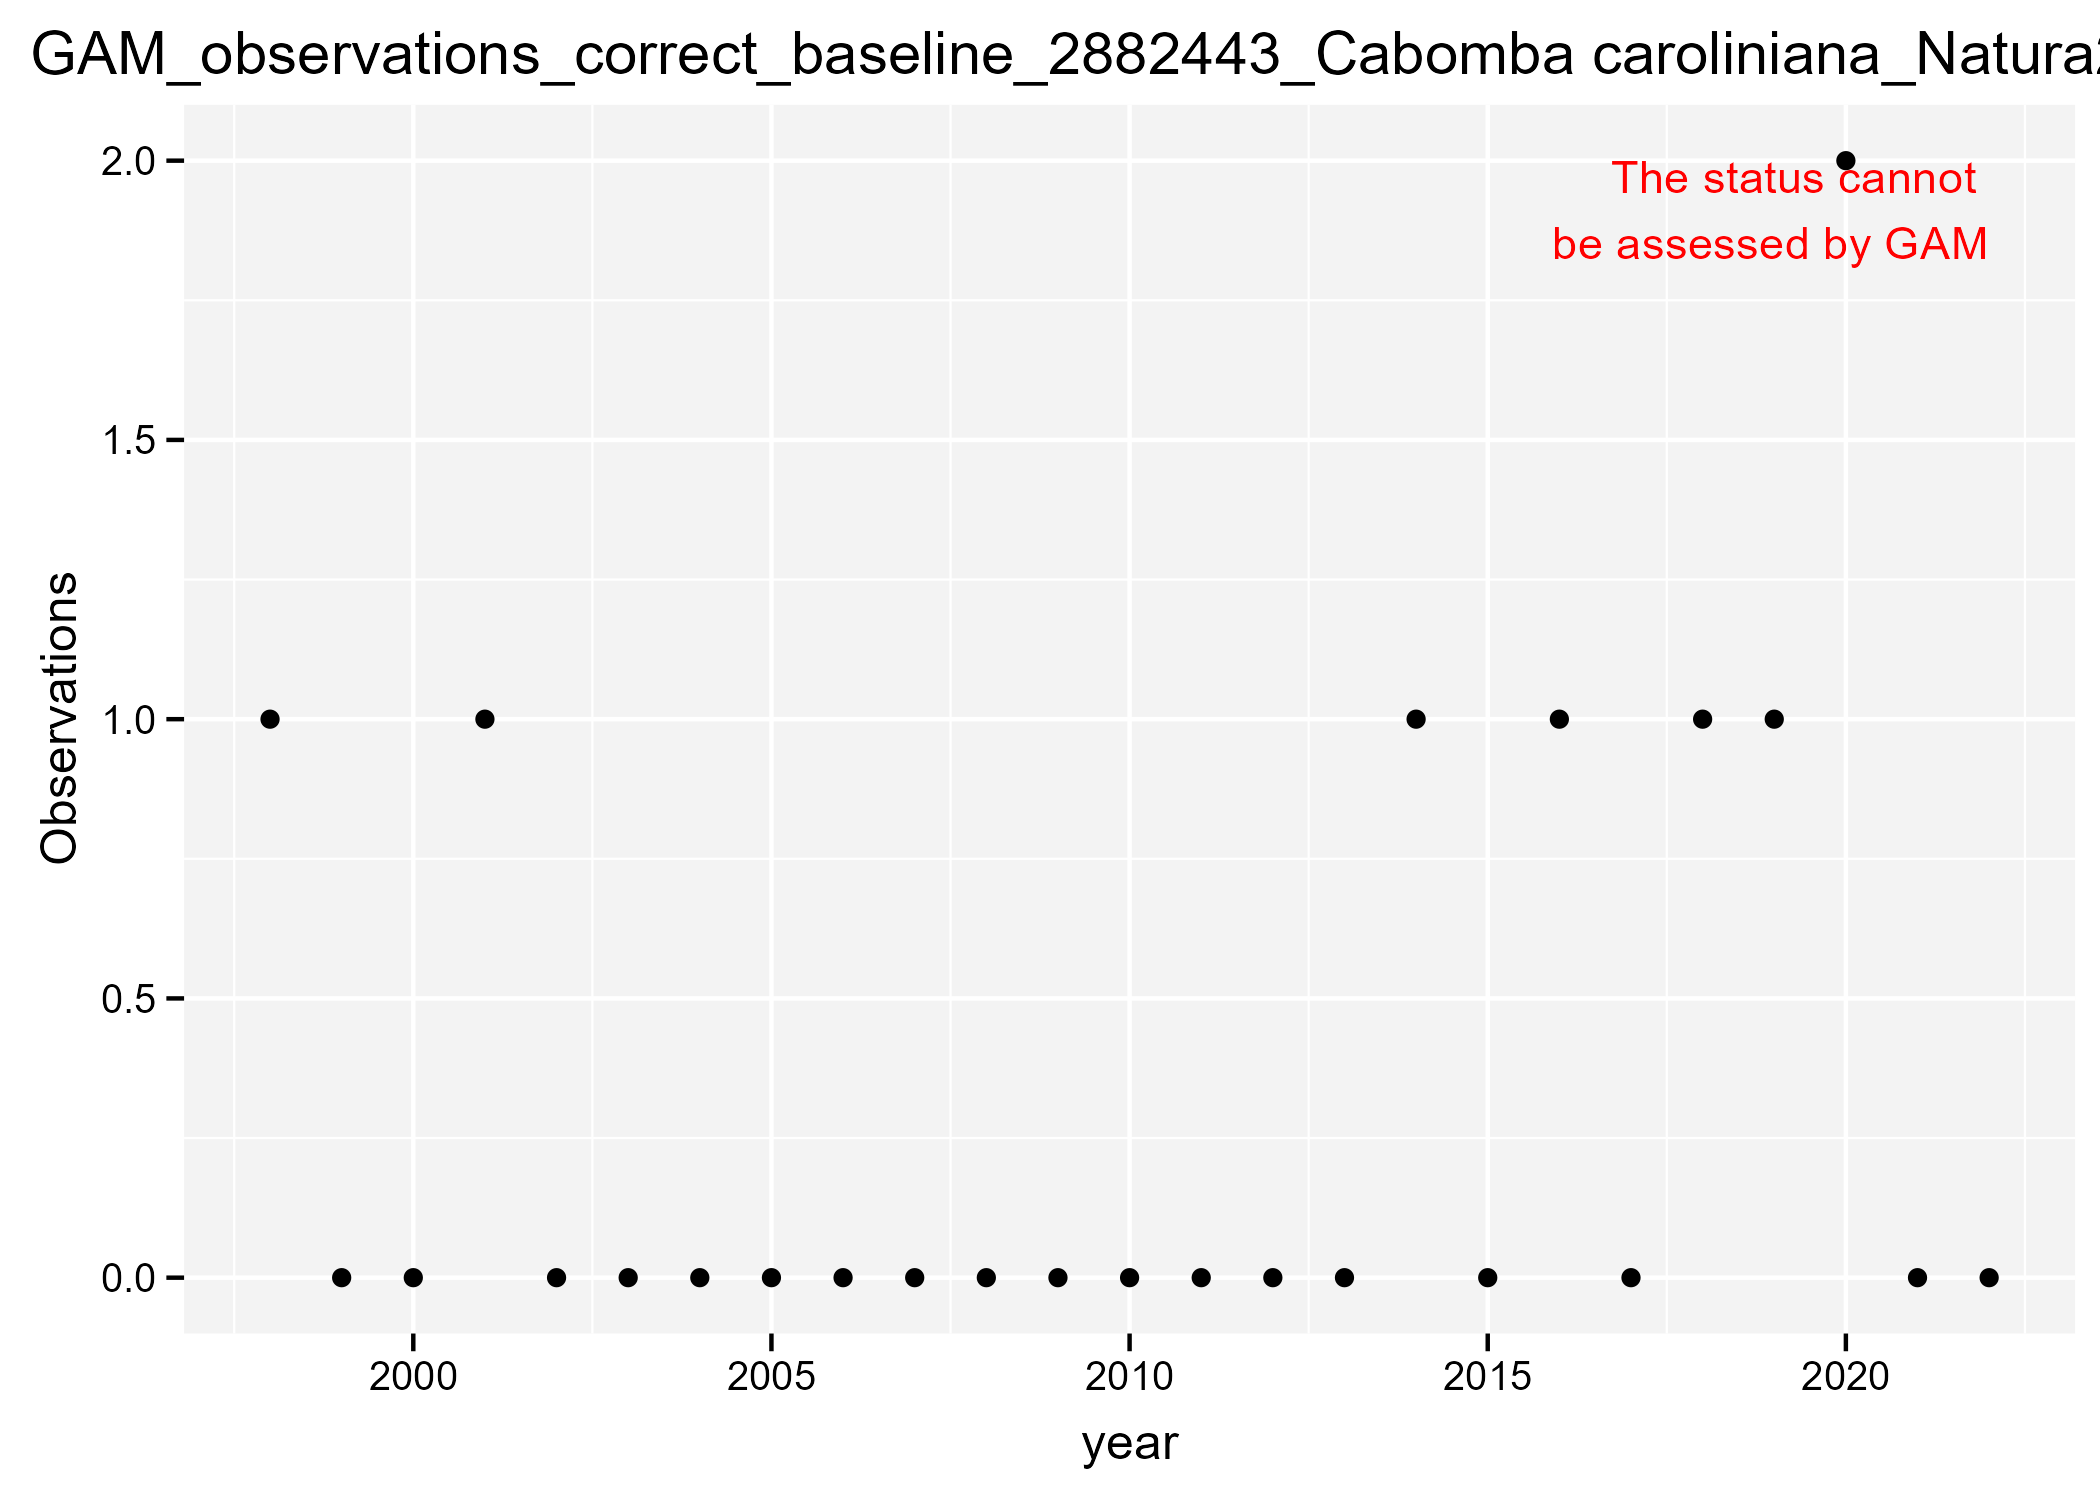 GAM_observations_correct_baseline_2882443_Cabomba caroliniana_Natura
2.0
The status cannot
be assessed by GAM
1.5
Observations
1.0
0.5
0.0
2000 2005 2010 2015 2020
year